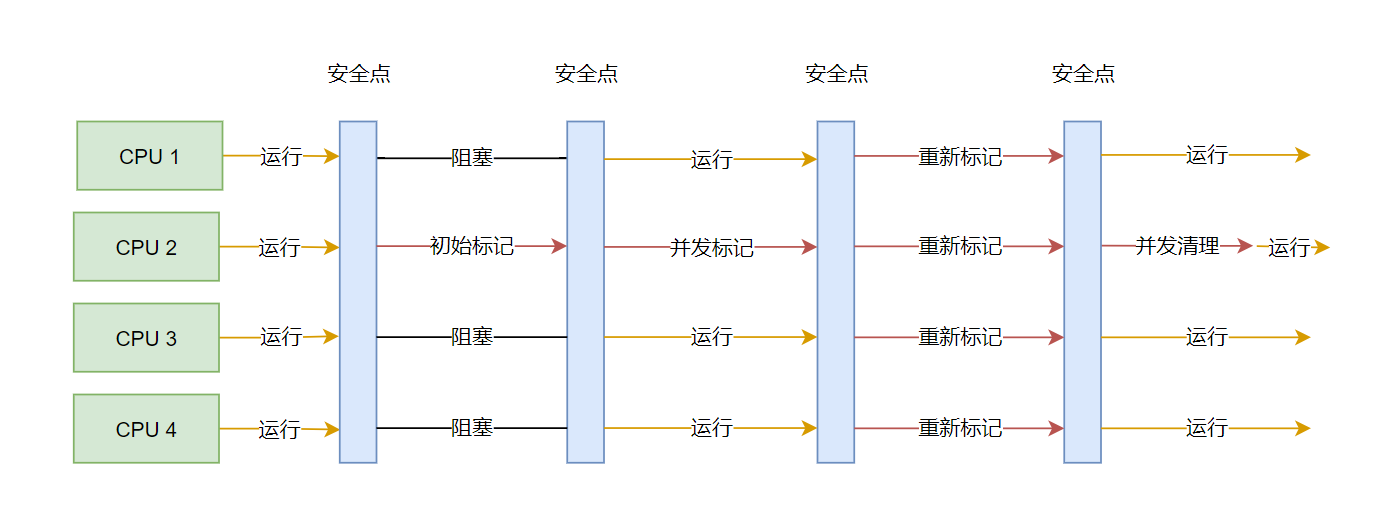 安全点 安全点 安全点 安全点
CPU 1 运行 阻塞 运行 重新标记 运行
CPU 2 运行 初始标记 并发标记 重新标记 并发清理 运行
CPU 3 运行 阻塞 运行 重新标记 运行
CPU 4 运行 阻塞 运行 重新标记 运行